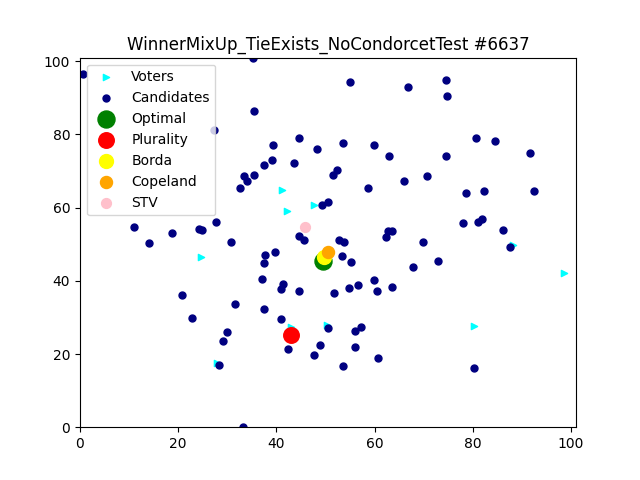 WinnerMixUp_TieExists_NoCondorcetTest #6637
100
80
60
40
20
0
Voters
Candidates
Optimal
Plurality
Borda
Copeland
STV
0 20 40 60 80 100